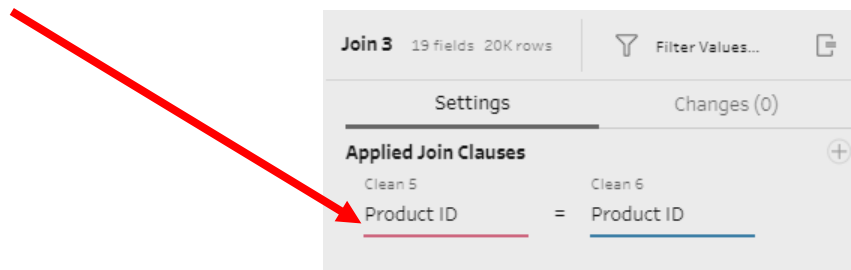 Join 3 19 fields 20K rows Filter Values...
Settings Changes (0)
Applied Join Clauses
Clean 5 Clean 6
Product ID = Product ID